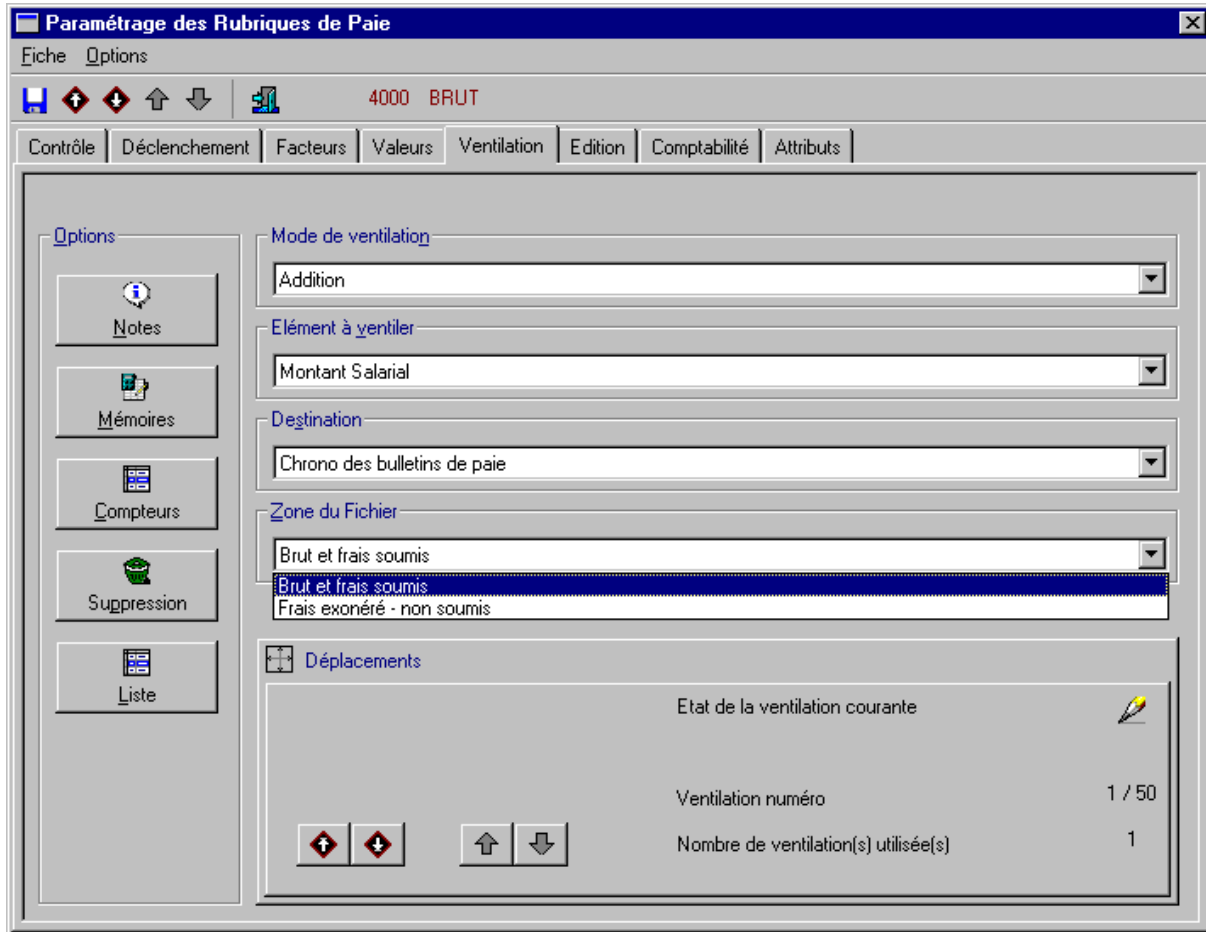 Paramétrage des Rubriques de Paie
Fiche Options
4000 BRUT
Contrôle Déclenchement Facteurs Valeurs Ventilation Edition Comptabilité Attributs
Options
Notes
Mémoires
Compteurs
Suppression
Liste
Mode de ventilation
Addition
Elément à ventiler
Montant Salarial
Destination
Chrono des bulletins de paie
Zone du Fichier
Brut et frais soumis
Brut et frais soumis
Frais exonéré - non soumis
Déplacements
Etat de la ventilation courante
Ventilation numéro 1 / 50
Nombre de ventilation(s) utilisée(s) 1